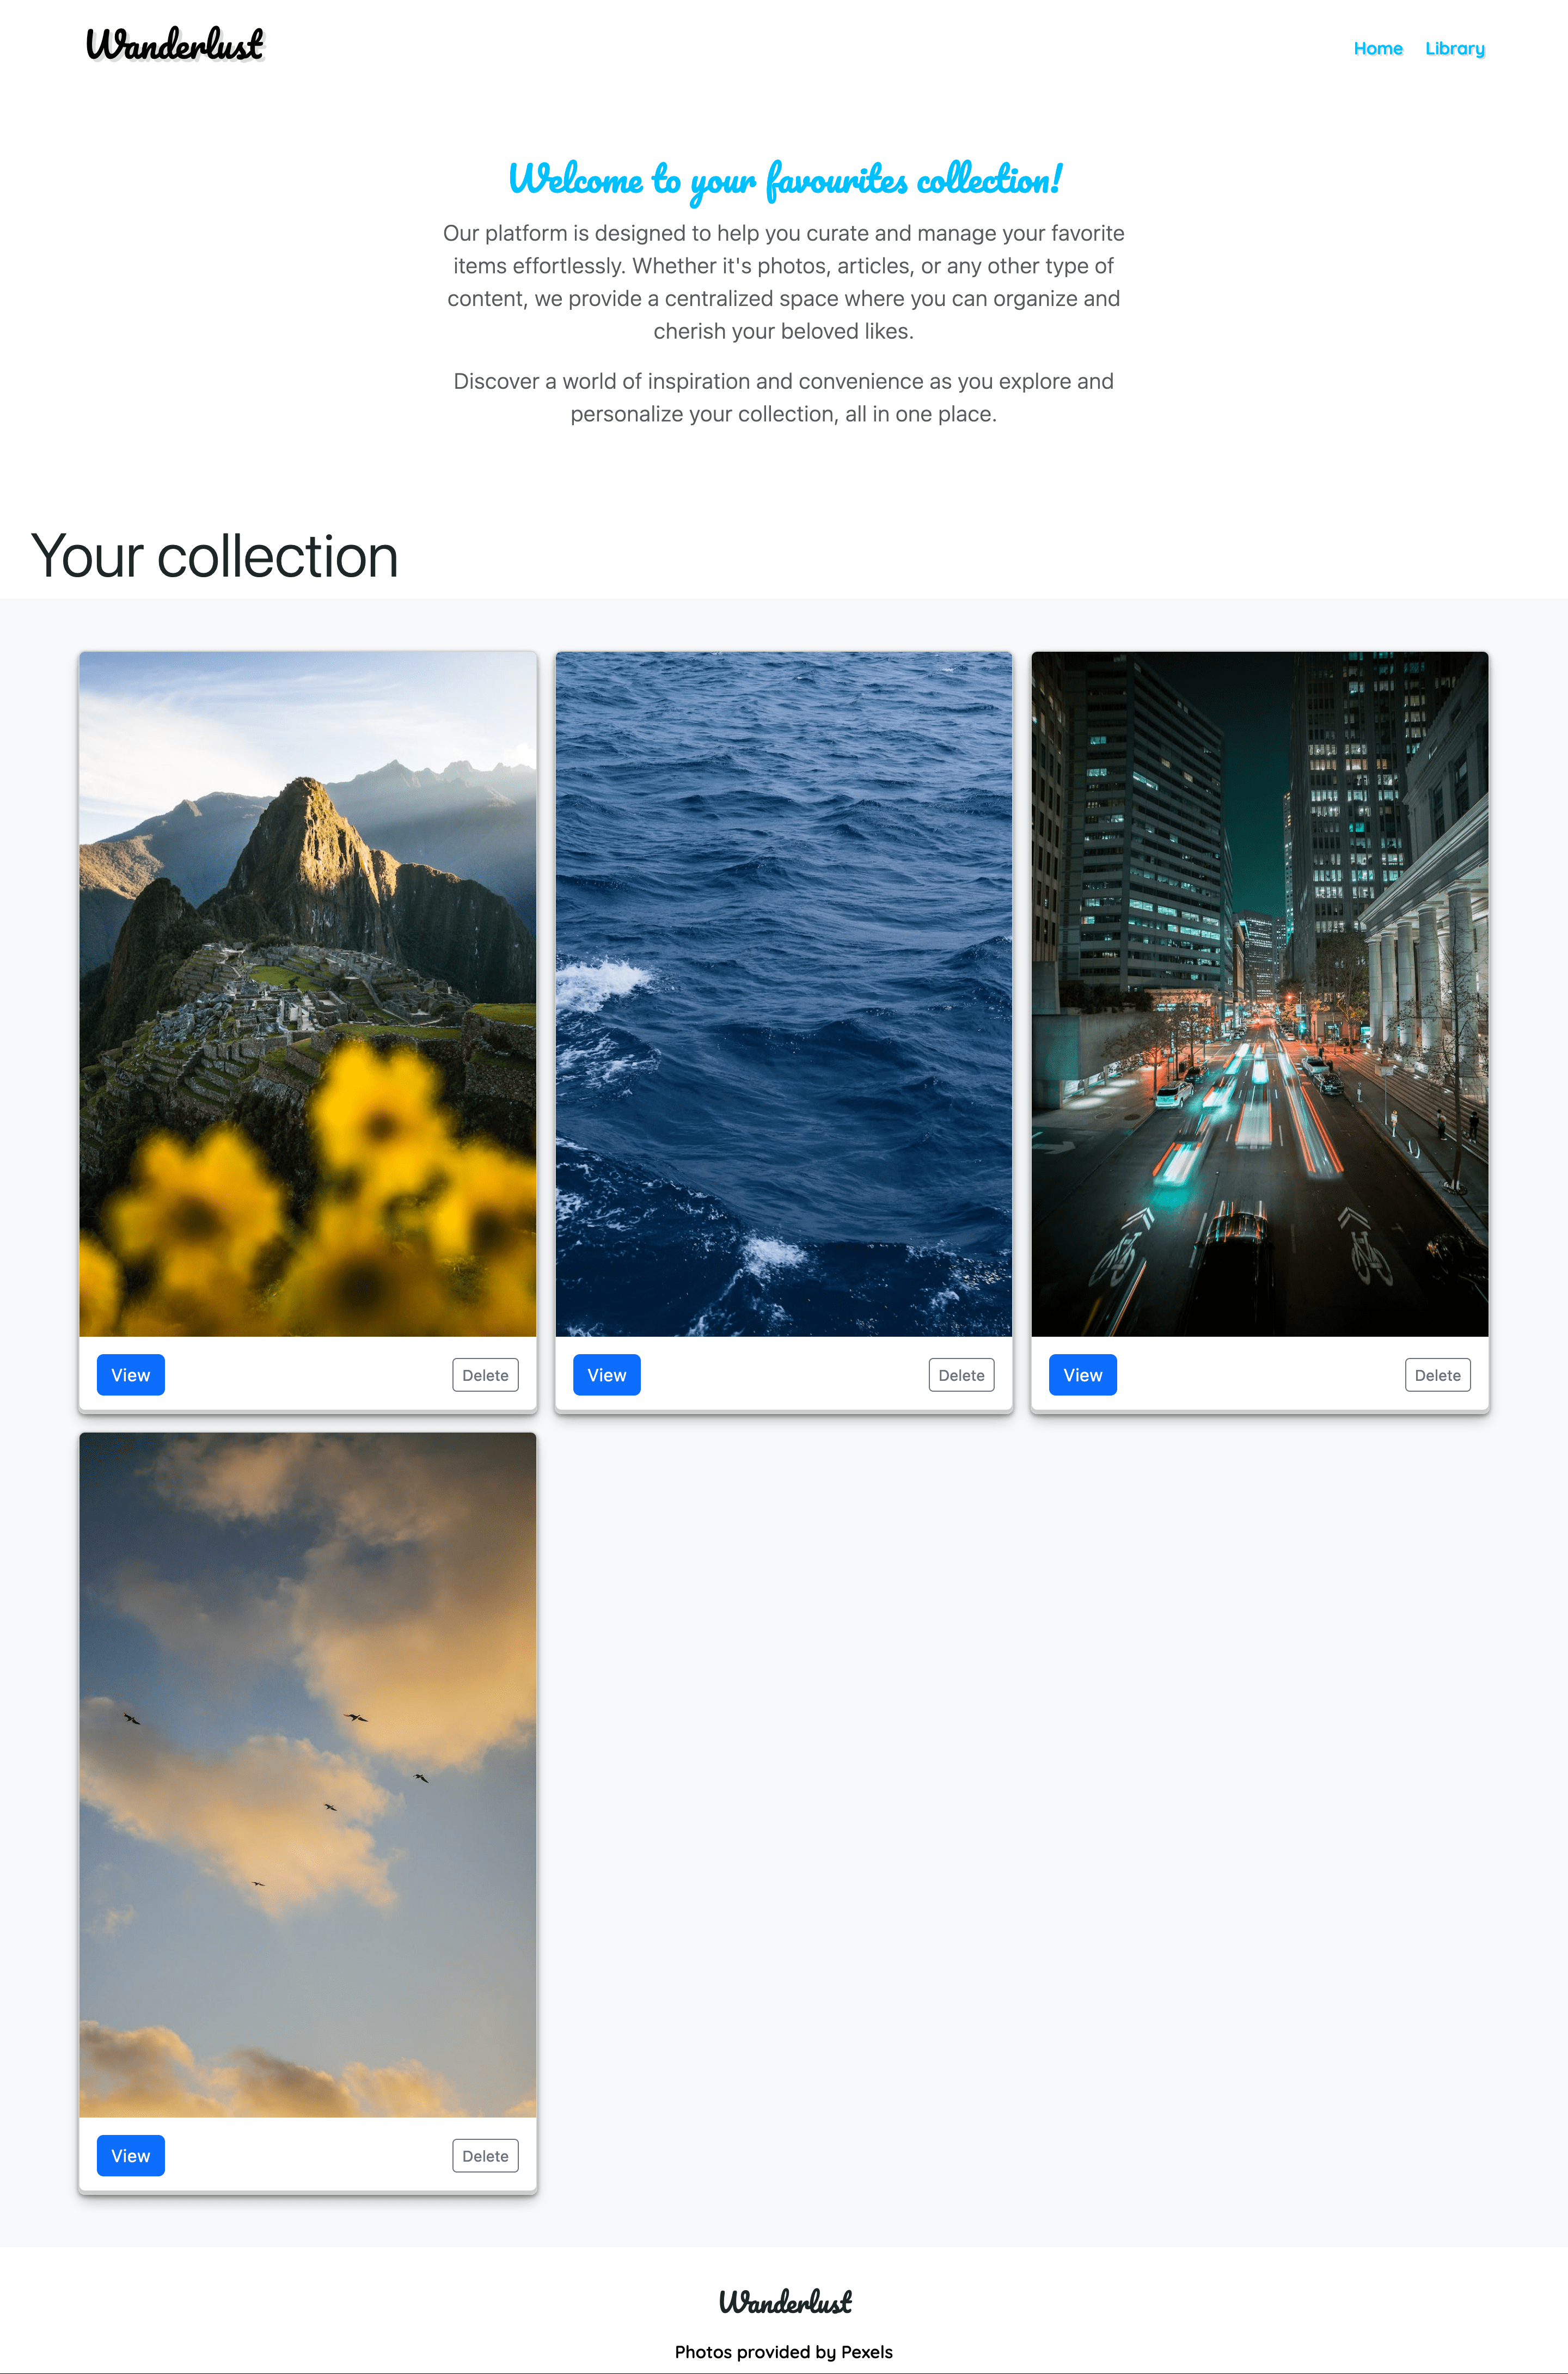 Wanderlust
Home Library
Welcome to your favourites collection!
Our platform is designed to help you curate and manage your favorite
items effortlessly. Whether it's photos, articles, or any other type of
content, we provide a centralized space where you can organize and
cherish your beloved likes.
Discover a world of inspiration and convenience as you explore and
personalize your collection, all in one place.
Your collection
View Delete
View Delete
View Delete
View Delete
Wanderlust
Photos provided by Pexels